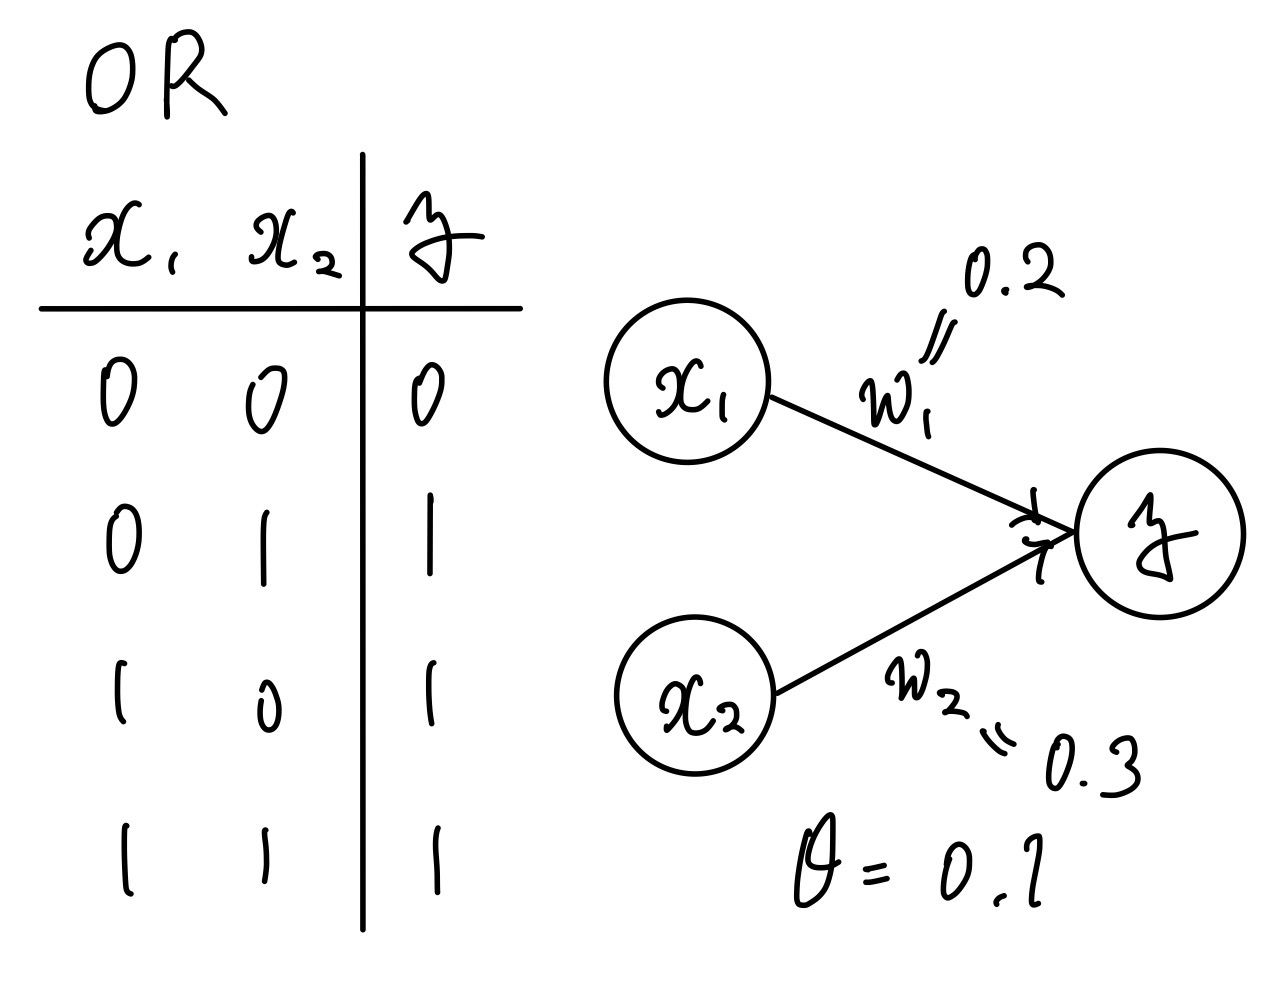 OR
x₁ x₂ y
0 0 0
0 1 1
1 0 1
1 1 1
x₁
w₁ = 0.2
y
x₂
w₂ = 0.3
θ = 0.1